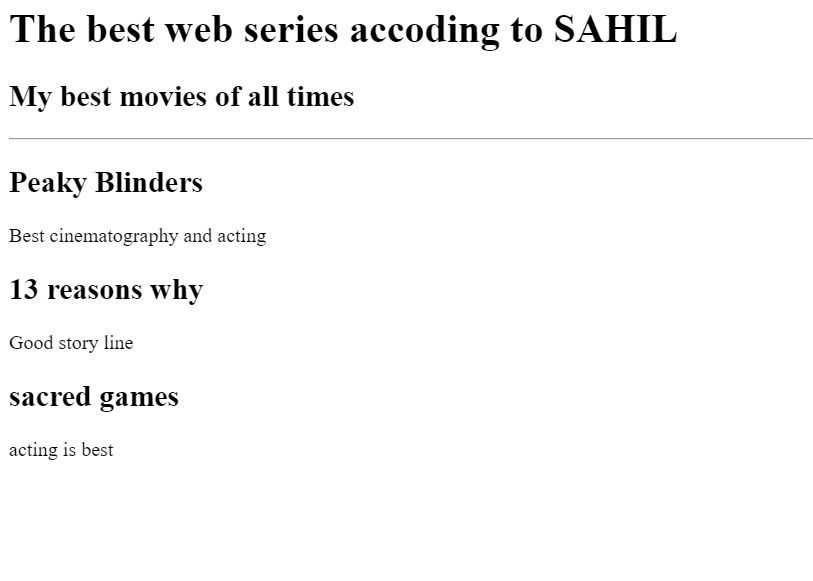 The best web series accoding to SAHIL
My best movies of all times
Peaky Blinders
Best cinematography and acting
13 reasons why
Good story line
sacred games
acting is best